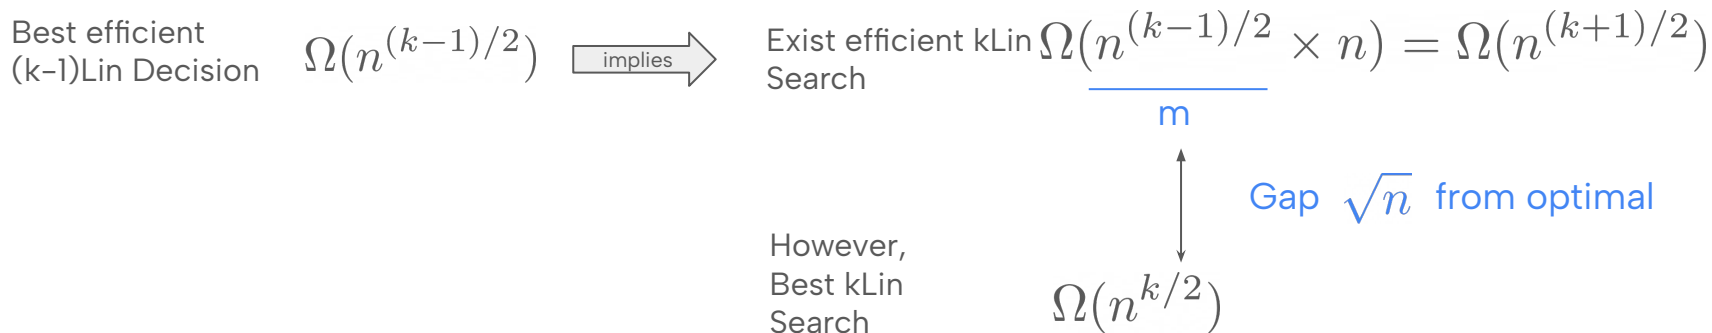 Best efficient
(k-1)Lin Decision
Ω(n^{(k−1)/2})
implies
Exist efficient kLin
Search
Ω(n^{(k−1)/2} × n) = Ω(n^{(k+1)/2})
m
Gap √n from optimal
However,
Best kLin
Search
Ω(n^{k/2})